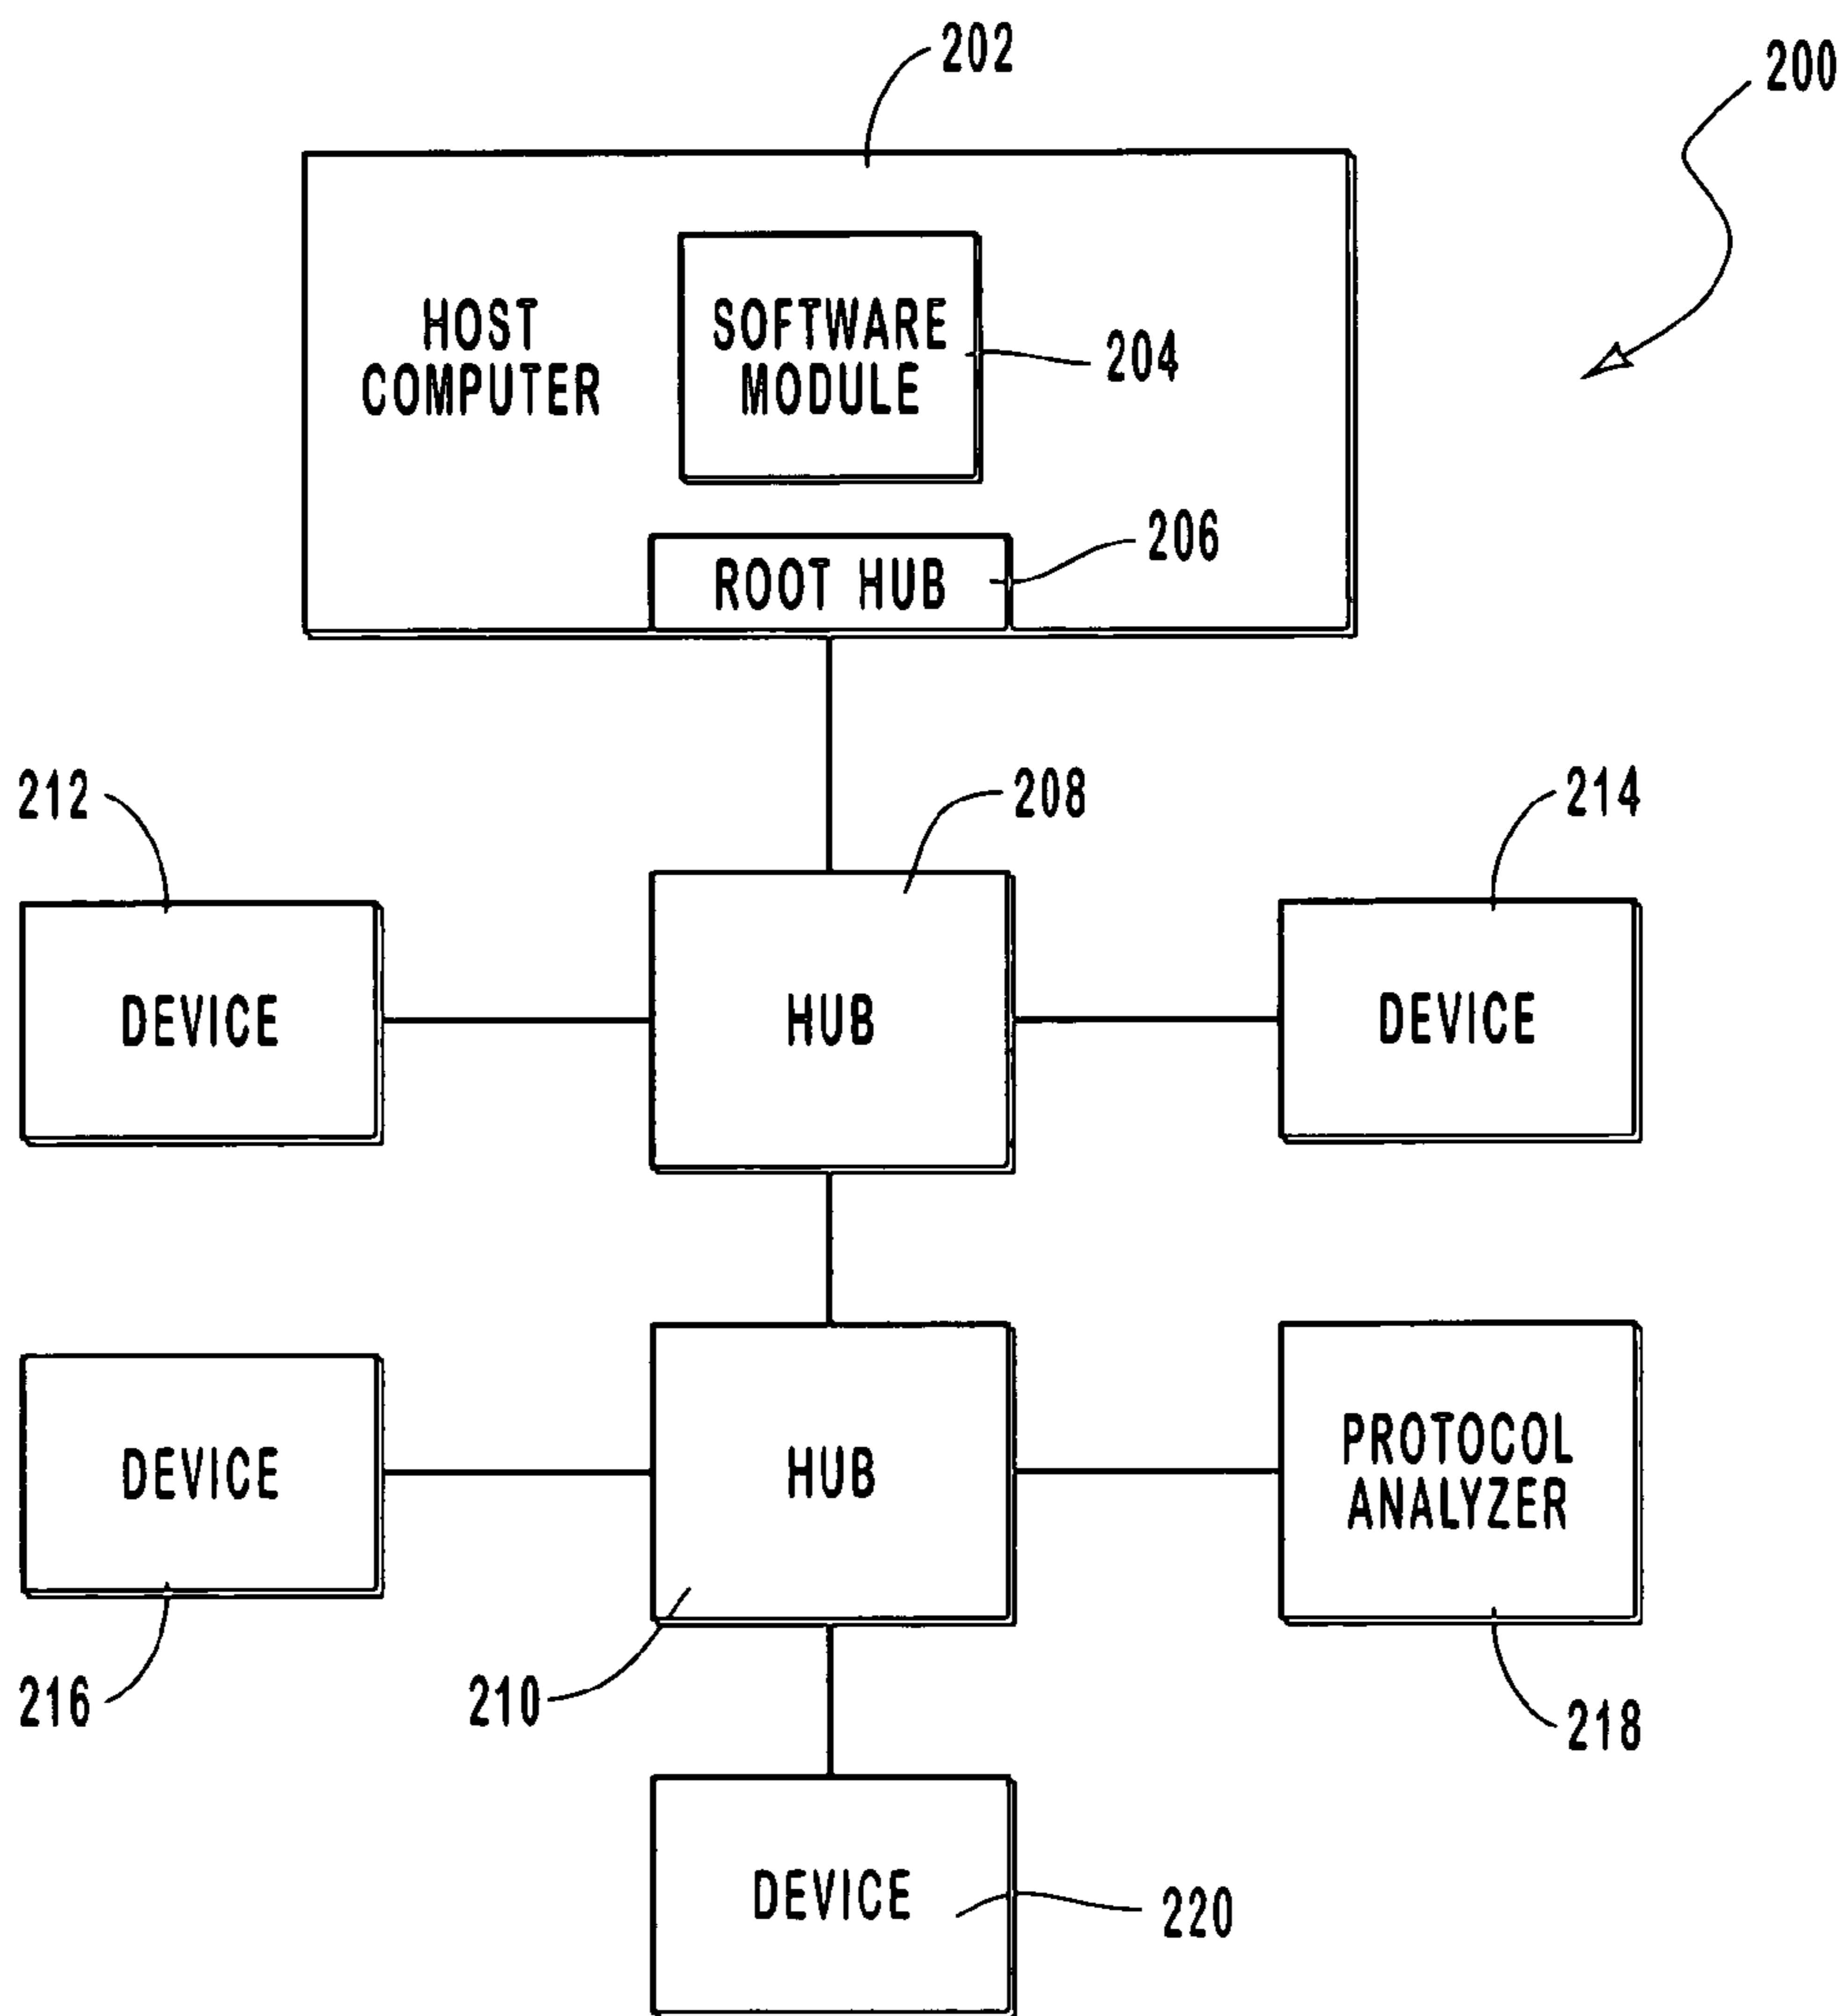 202
200
HOST
COMPUTER
SOFTWARE
MODULE
204
206
ROOT HUB
212
208
214
DEVICE
HUB
DEVICE
DEVICE
HUB
PROTOCOL
ANALYZER
216
210
218
DEVICE
220